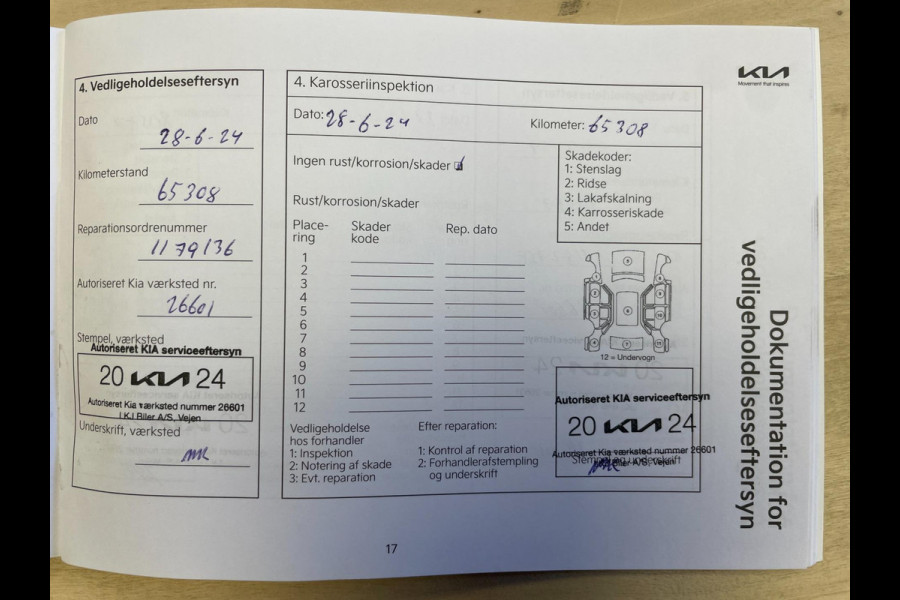 4. Vedligeholdelseseftersyn
Dato
28-6-24
Kilometerstand
65308
Reparationsordrenummer
1179136
Autoriseret Kia værksted nr.
26601
Stempel, værksted
Autoriseret KIA serviceeftersyn
20 KIA 24
Autoriseret Kia værksted nummer 26601
I.K.I Biler A/S, Vejen
Underskrift, værksted
4. Karosseriinspektion
Dato: 28-6-24
Kilometer: 65308
Ingen rust/korrosion/skader
Rust/korrosion/skader
Place-
ring
Skader
kode
Rep. dato
1
2
3
4
5
6
7
8
9
10
11
12
Skadekoder:
1: Stenslag
2: Ridse
3: Lakafskalning
4: Karrosseriskade
5: Andet
12 = Undervogn
Vedligeholdelse
hos forhandler
1: Inspektion
2: Notering af skade
3: Evt. reparation
Efter reparation:
1: Kontrol af reparation
2: Forhandlerafstempling
og underskrift
Autoriseret KIA serviceeftersyn
20 KIA 24
Autoriseret Kia værksted nummer 26601
Stempel og underskrift
Biler A/S, Vejen
KIA
Movement that inspires
Dokumentation for
vedligeholdelseseftersyn
17